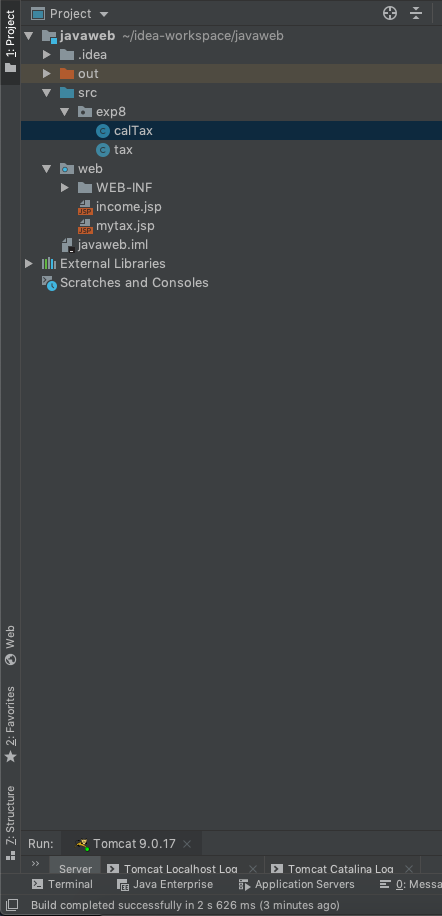 Project
1: Project
javaweb ~/idea-workspace/javaweb
.idea
out
src
exp8
calTax
tax
web
WEB-INF
income.jsp
mytax.jsp
javaweb.iml
External Libraries
Scratches and Consoles
Web
2: Favorites
7: Structure
Run: Tomcat 9.0.17
Server Tomcat Localhost Log Tomcat Catalina Log
Terminal Java Enterprise Application Servers 0: Messa
Build completed successfully in 2 s 626 ms (3 minutes ago)